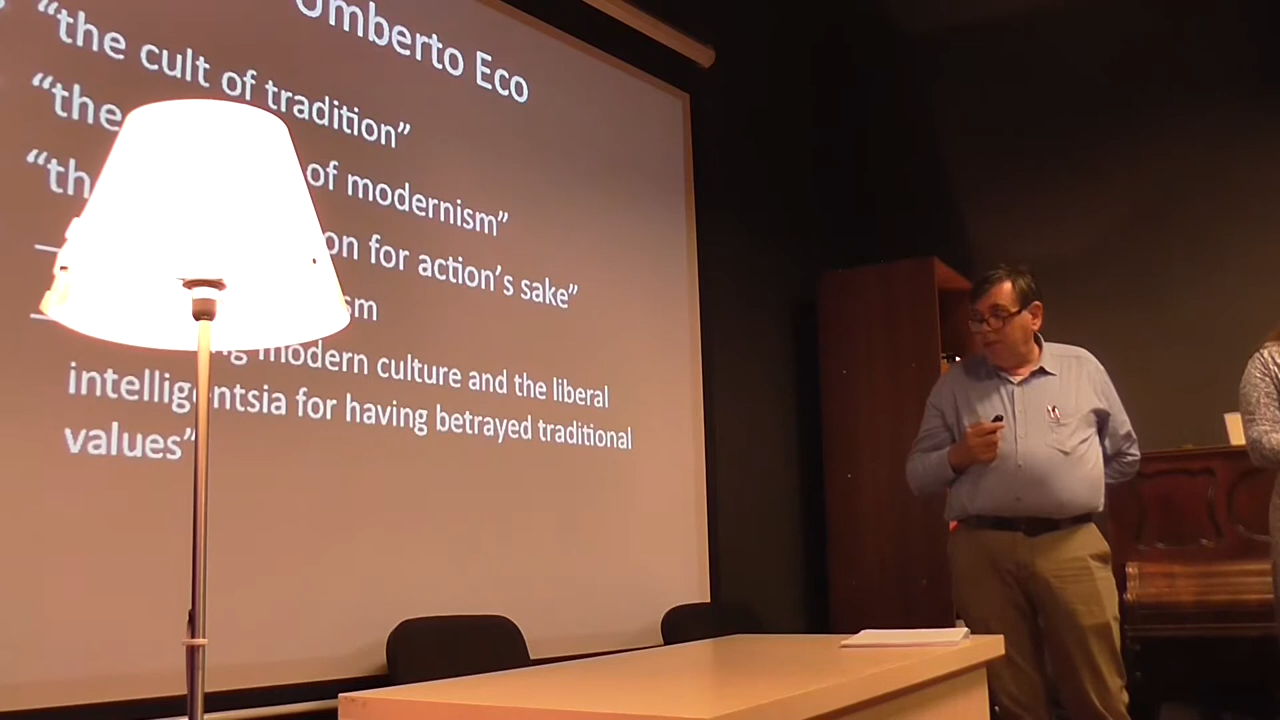 Umberto Eco
“the cult of tradition”
“the of modernism”
“th on for action’s sake”
sm
ng modern culture and the liberal
intelligentsia for having betrayed traditional
values”